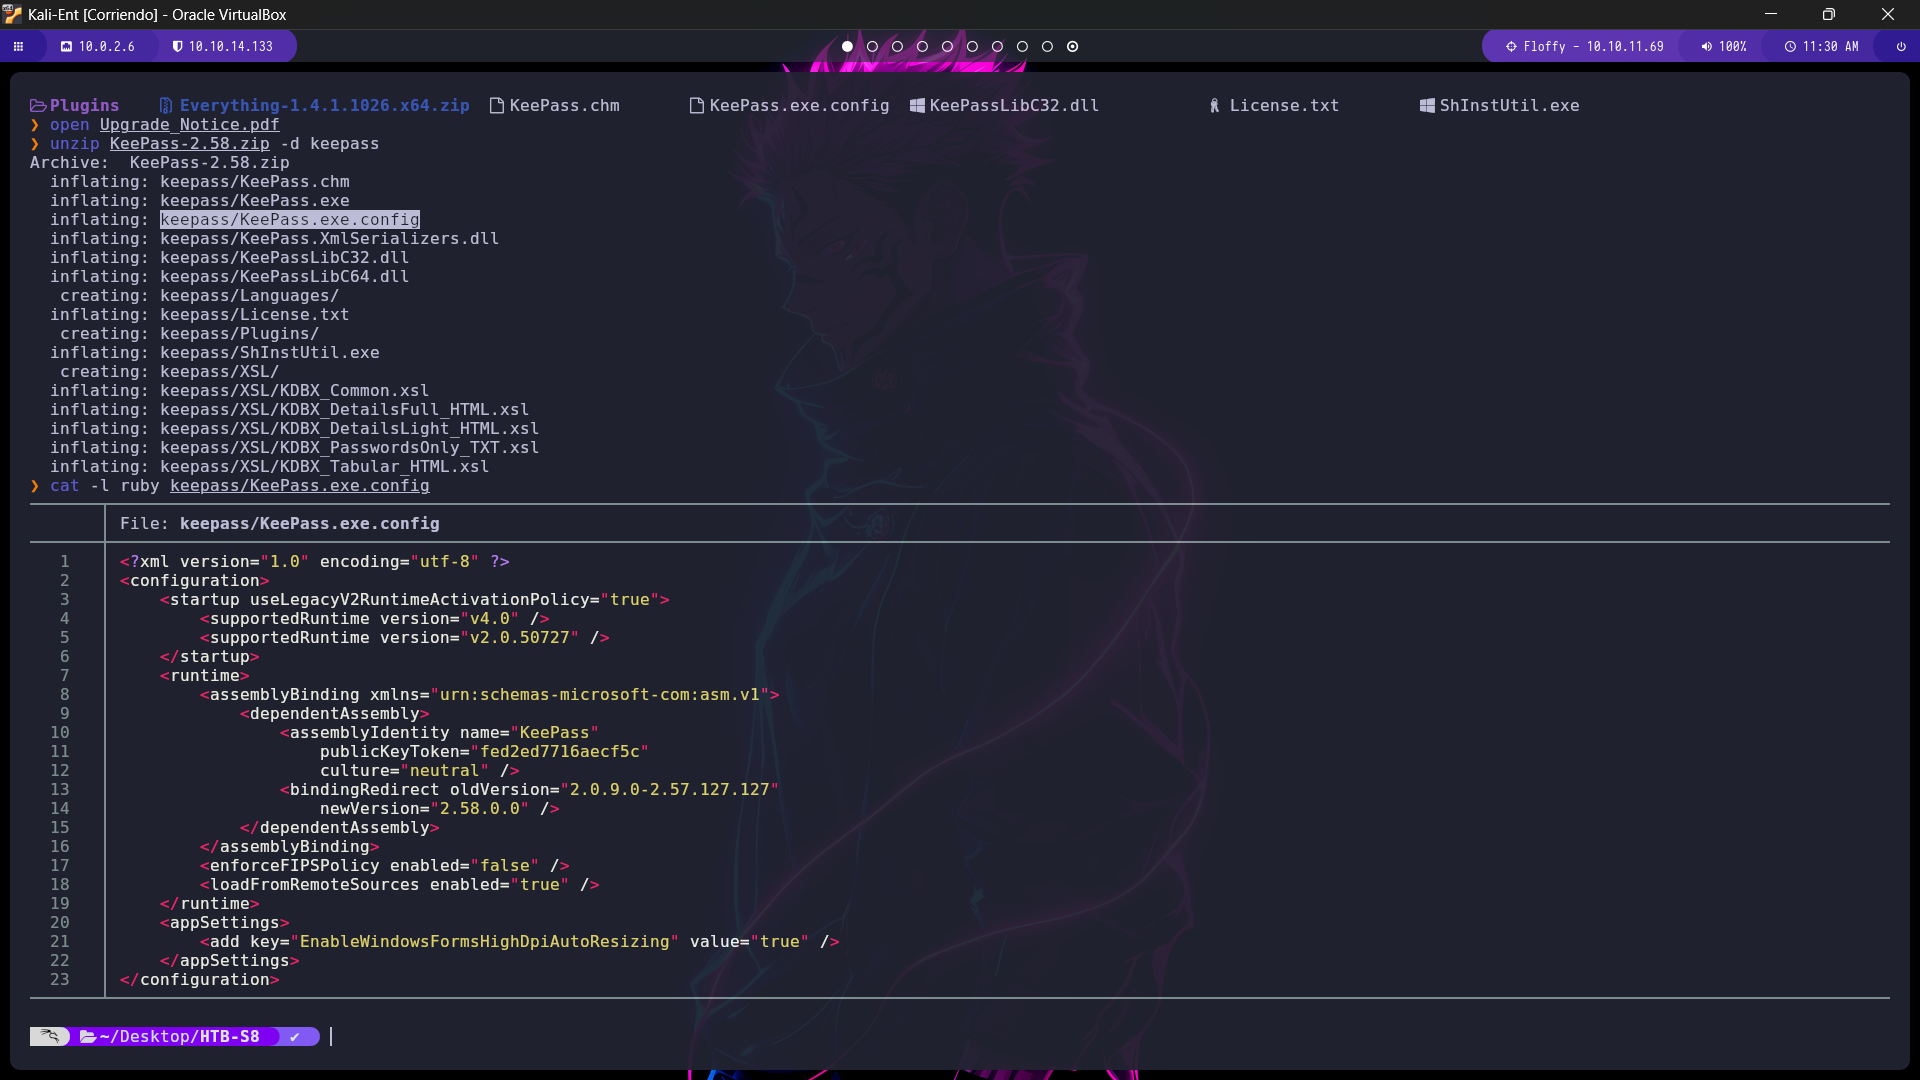 Kali-Ent [Corriendo] - Oracle VirtualBox
10.0.2.6 10.10.14.133 Floffy - 10.10.11.69 100% 11:30 AM
Plugins Everything-1.4.1.1026.x64.zip KeePass.chm KeePass.exe.config KeePassLibC32.dll License.txt ShInstUtil.exe
❯ open Upgrade_Notice.pdf
❯ unzip KeePass-2.58.zip -d keepass
Archive:  KeePass-2.58.zip
  inflating: keepass/KeePass.chm
  inflating: keepass/KeePass.exe
  inflating: keepass/KeePass.exe.config
  inflating: keepass/KeePass.XmlSerializers.dll
  inflating: keepass/KeePassLibC32.dll
  inflating: keepass/KeePassLibC64.dll
   creating: keepass/Languages/
  inflating: keepass/License.txt
   creating: keepass/Plugins/
  inflating: keepass/ShInstUtil.exe
   creating: keepass/XSL/
  inflating: keepass/XSL/KDBX_Common.xsl
  inflating: keepass/XSL/KDBX_DetailsFull_HTML.xsl
  inflating: keepass/XSL/KDBX_DetailsLight_HTML.xsl
  inflating: keepass/XSL/KDBX_PasswordsOnly_TXT.xsl
  inflating: keepass/XSL/KDBX_Tabular_HTML.xsl
❯ cat -l ruby keepass/KeePass.exe.config
File: keepass/KeePass.exe.config
1 <?xml version="1.0" encoding="utf-8" ?>
2 <configuration>
3     <startup useLegacyV2RuntimeActivationPolicy="true">
4         <supportedRuntime version="v4.0" />
5         <supportedRuntime version="v2.0.50727" />
6     </startup>
7     <runtime>
8         <assemblyBinding xmlns="urn:schemas-microsoft-com:asm.v1">
9             <dependentAssembly>
10                 <assemblyIdentity name="KeePass"
11                     publicKeyToken="fed2ed7716aecf5c"
12                     culture="neutral" />
13                 <bindingRedirect oldVersion="2.0.9.0-2.57.127.127"
14                     newVersion="2.58.0.0" />
15             </dependentAssembly>
16         </assemblyBinding>
17         <enforceFIPSPolicy enabled="false" />
18         <loadFromRemoteSources enabled="true" />
19     </runtime>
20     <appSettings>
21         <add key="EnableWindowsFormsHighDpiAutoResizing" value="true" />
22     </appSettings>
23 </configuration>
~/Desktop/HTB-S8 ✔